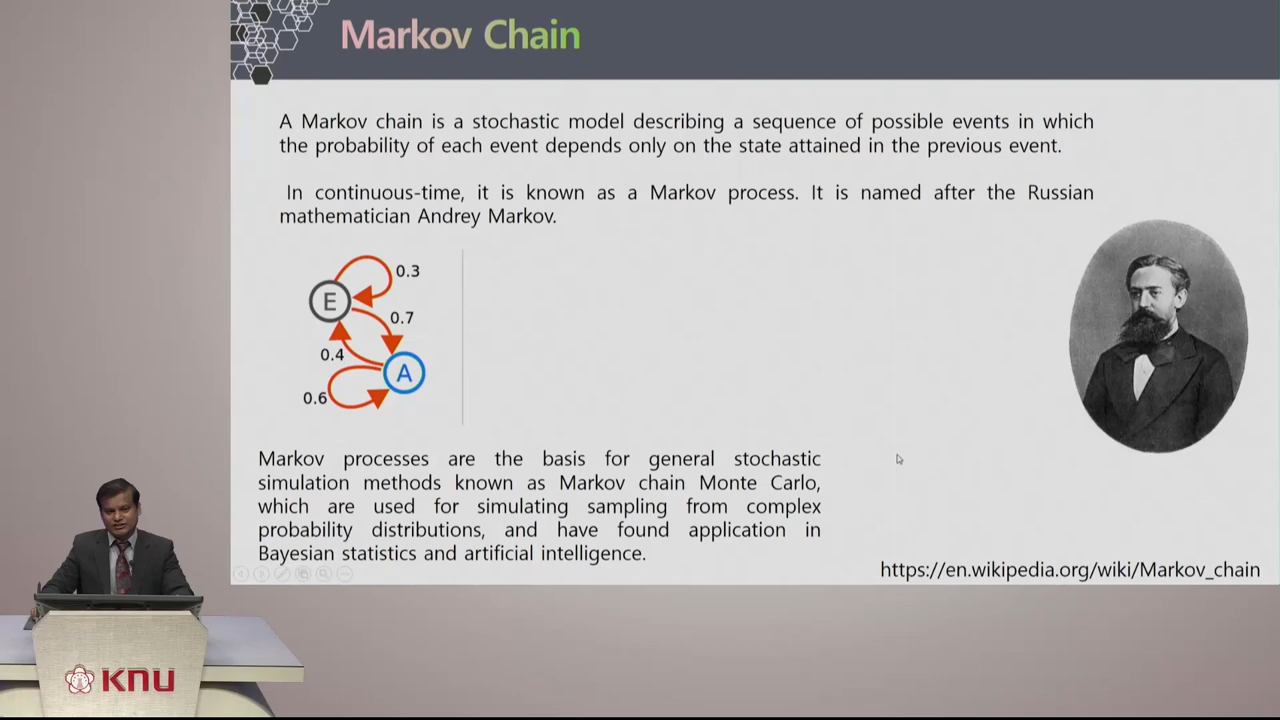 Markov Chain
A Markov chain is a stochastic model describing a sequence of possible events in which
the probability of each event depends only on the state attained in the previous event.
In continuous-time, it is known as a Markov process. It is named after the Russian
mathematician Andrey Markov.
E
0.3
0.7
0.4
A
0.6
Markov processes are the basis for general stochastic
simulation methods known as Markov chain Monte Carlo,
which are used for simulating sampling from complex
probability distributions, and have found application in
Bayesian statistics and artificial intelligence.
https://en.wikipedia.org/wiki/Markov_chain
KNU